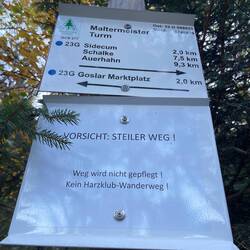 Maltermeister
Turm
23G Sidecum 2,0 km
Schalke 7,5 km
Auerhahn 9,3 km
23G Goslar Marktplatz
2,0 km
VORSICHT: STEILER WEG !
Weg wird nicht gepflegt !
Kein Harzklub-Wanderweg !